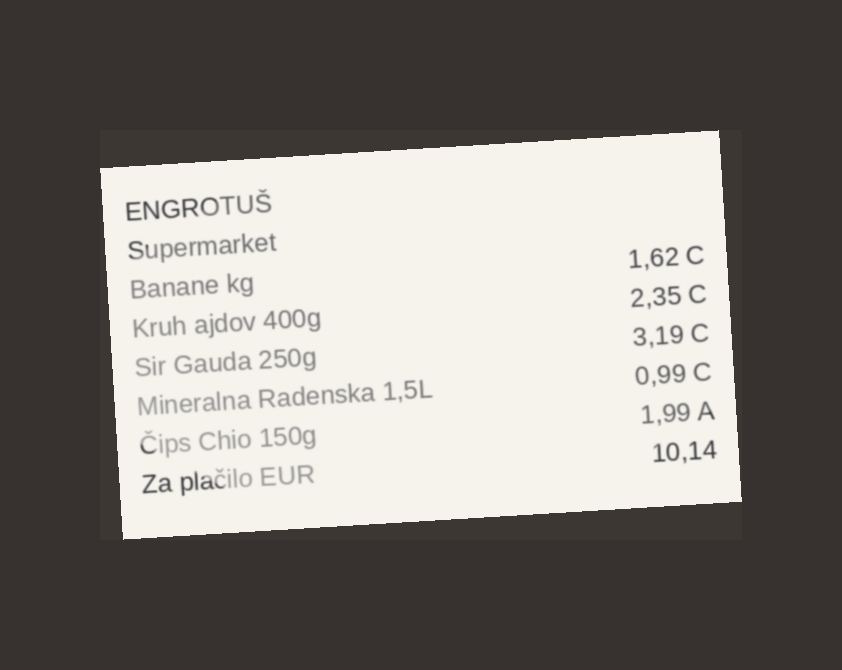 ENGROTUŠ
Supermarket
Banane kg 1,62 C
Kruh ajdov 400g 2,35 C
Sir Gauda 250g 3,19 C
Mineralna Radenska 1,5L 0,99 C
Čips Chio 150g 1,99 A
Za plačilo EUR 10,14